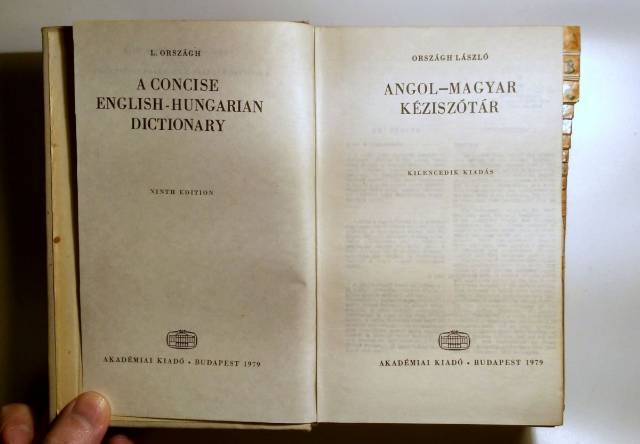 L. ORSZÁGH
A CONCISE
ENGLISH-HUNGARIAN
DICTIONARY
NINTH EDITION
AKADÉMIAI KIADÓ • BUDAPEST 1979
ORSZÁGH LÁSZLÓ
ANGOL–MAGYAR
KÉZISZÓTÁR
KILENCEDIK KIADÁS
AKADÉMIAI KIADÓ • BUDAPEST 1979
B